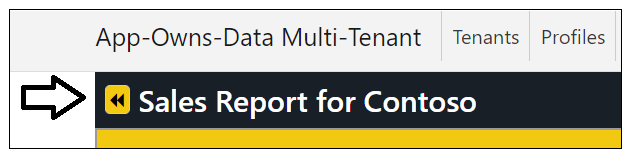 App-Owns-Data Multi-Tenant Tenants Profiles
Sales Report for Contoso